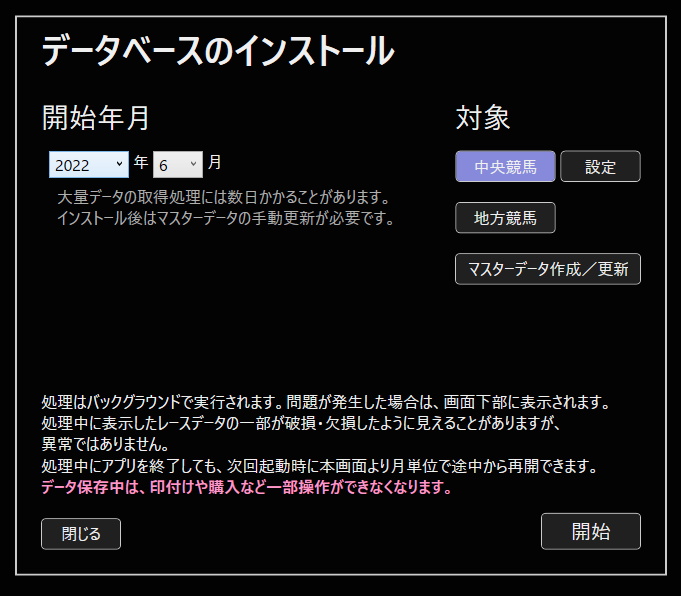 データベースのインストール
開始年月
対象
2022 年 6 月
中央競馬 設定
大量データの取得処理には数日かかることがあります。
インストール後はマスターデータの手動更新が必要です。
地方競馬
マスターデータ作成／更新
処理はバックグラウンドで実行されます。問題が発生した場合は、画面下部に表示されます。
処理中に表示したレースデータの一部が破損・欠損したように見えることがありますが、
異常ではありません。
処理中にアプリを終了しても、次回起動時に本画面より月単位で途中から再開できます。
データ保存中は、印付けや購入など一部操作ができなくなります。
閉じる
開始